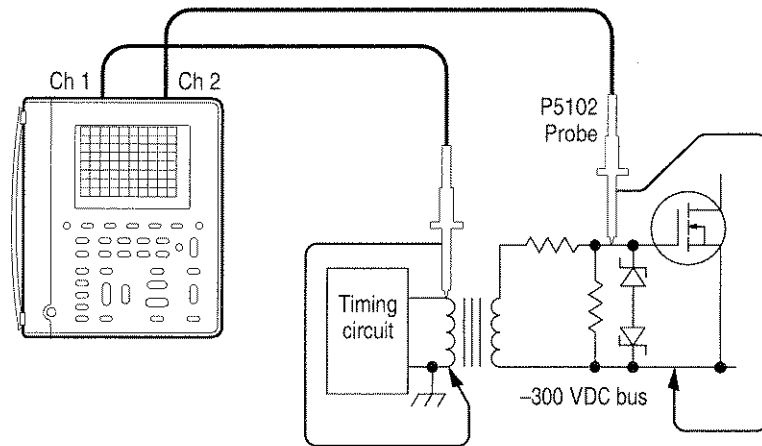 Ch 1
Ch 2
P5102
Probe
Timing
circuit
–300 VDC bus